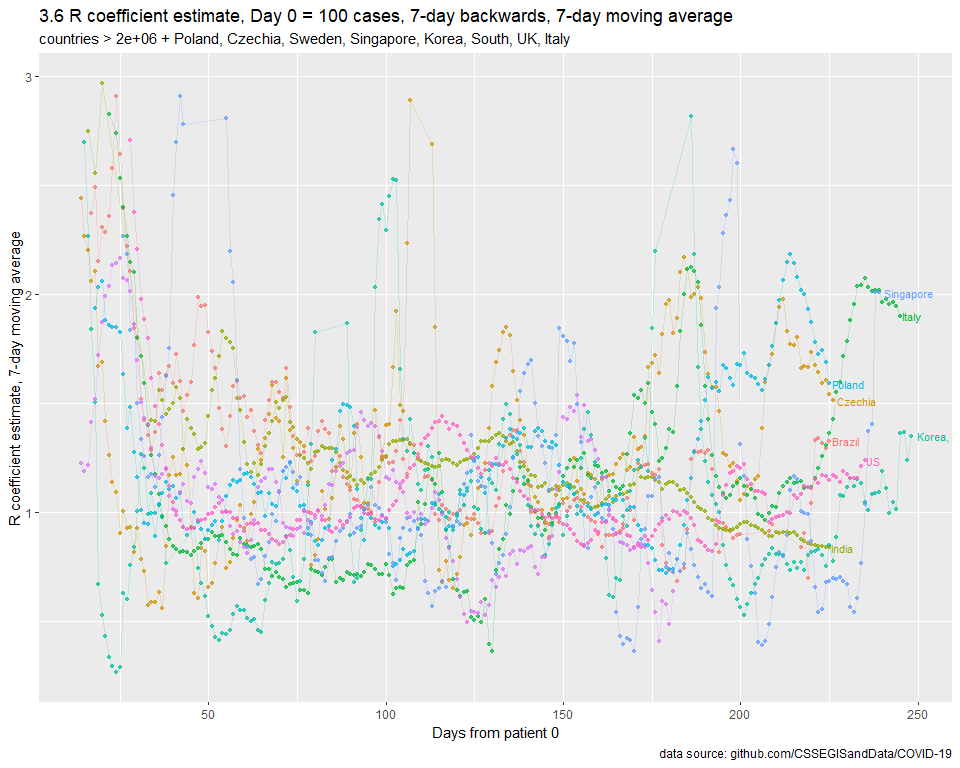 3.6 R coefficient estimate, Day 0 = 100 cases, 7-day backwards, 7-day moving average
countries > 2e+06 + Poland, Czechia, Sweden, Singapore, Korea, South, UK, Italy
R coefficient estimate, 7-day moving average
3
2
1
Singapore
Italy
Poland
Czechia
Korea,
Brazil
US
India
50
100
150
200
250
Days from patient 0
data source: github.com/CSSEGISandData/COVID-19